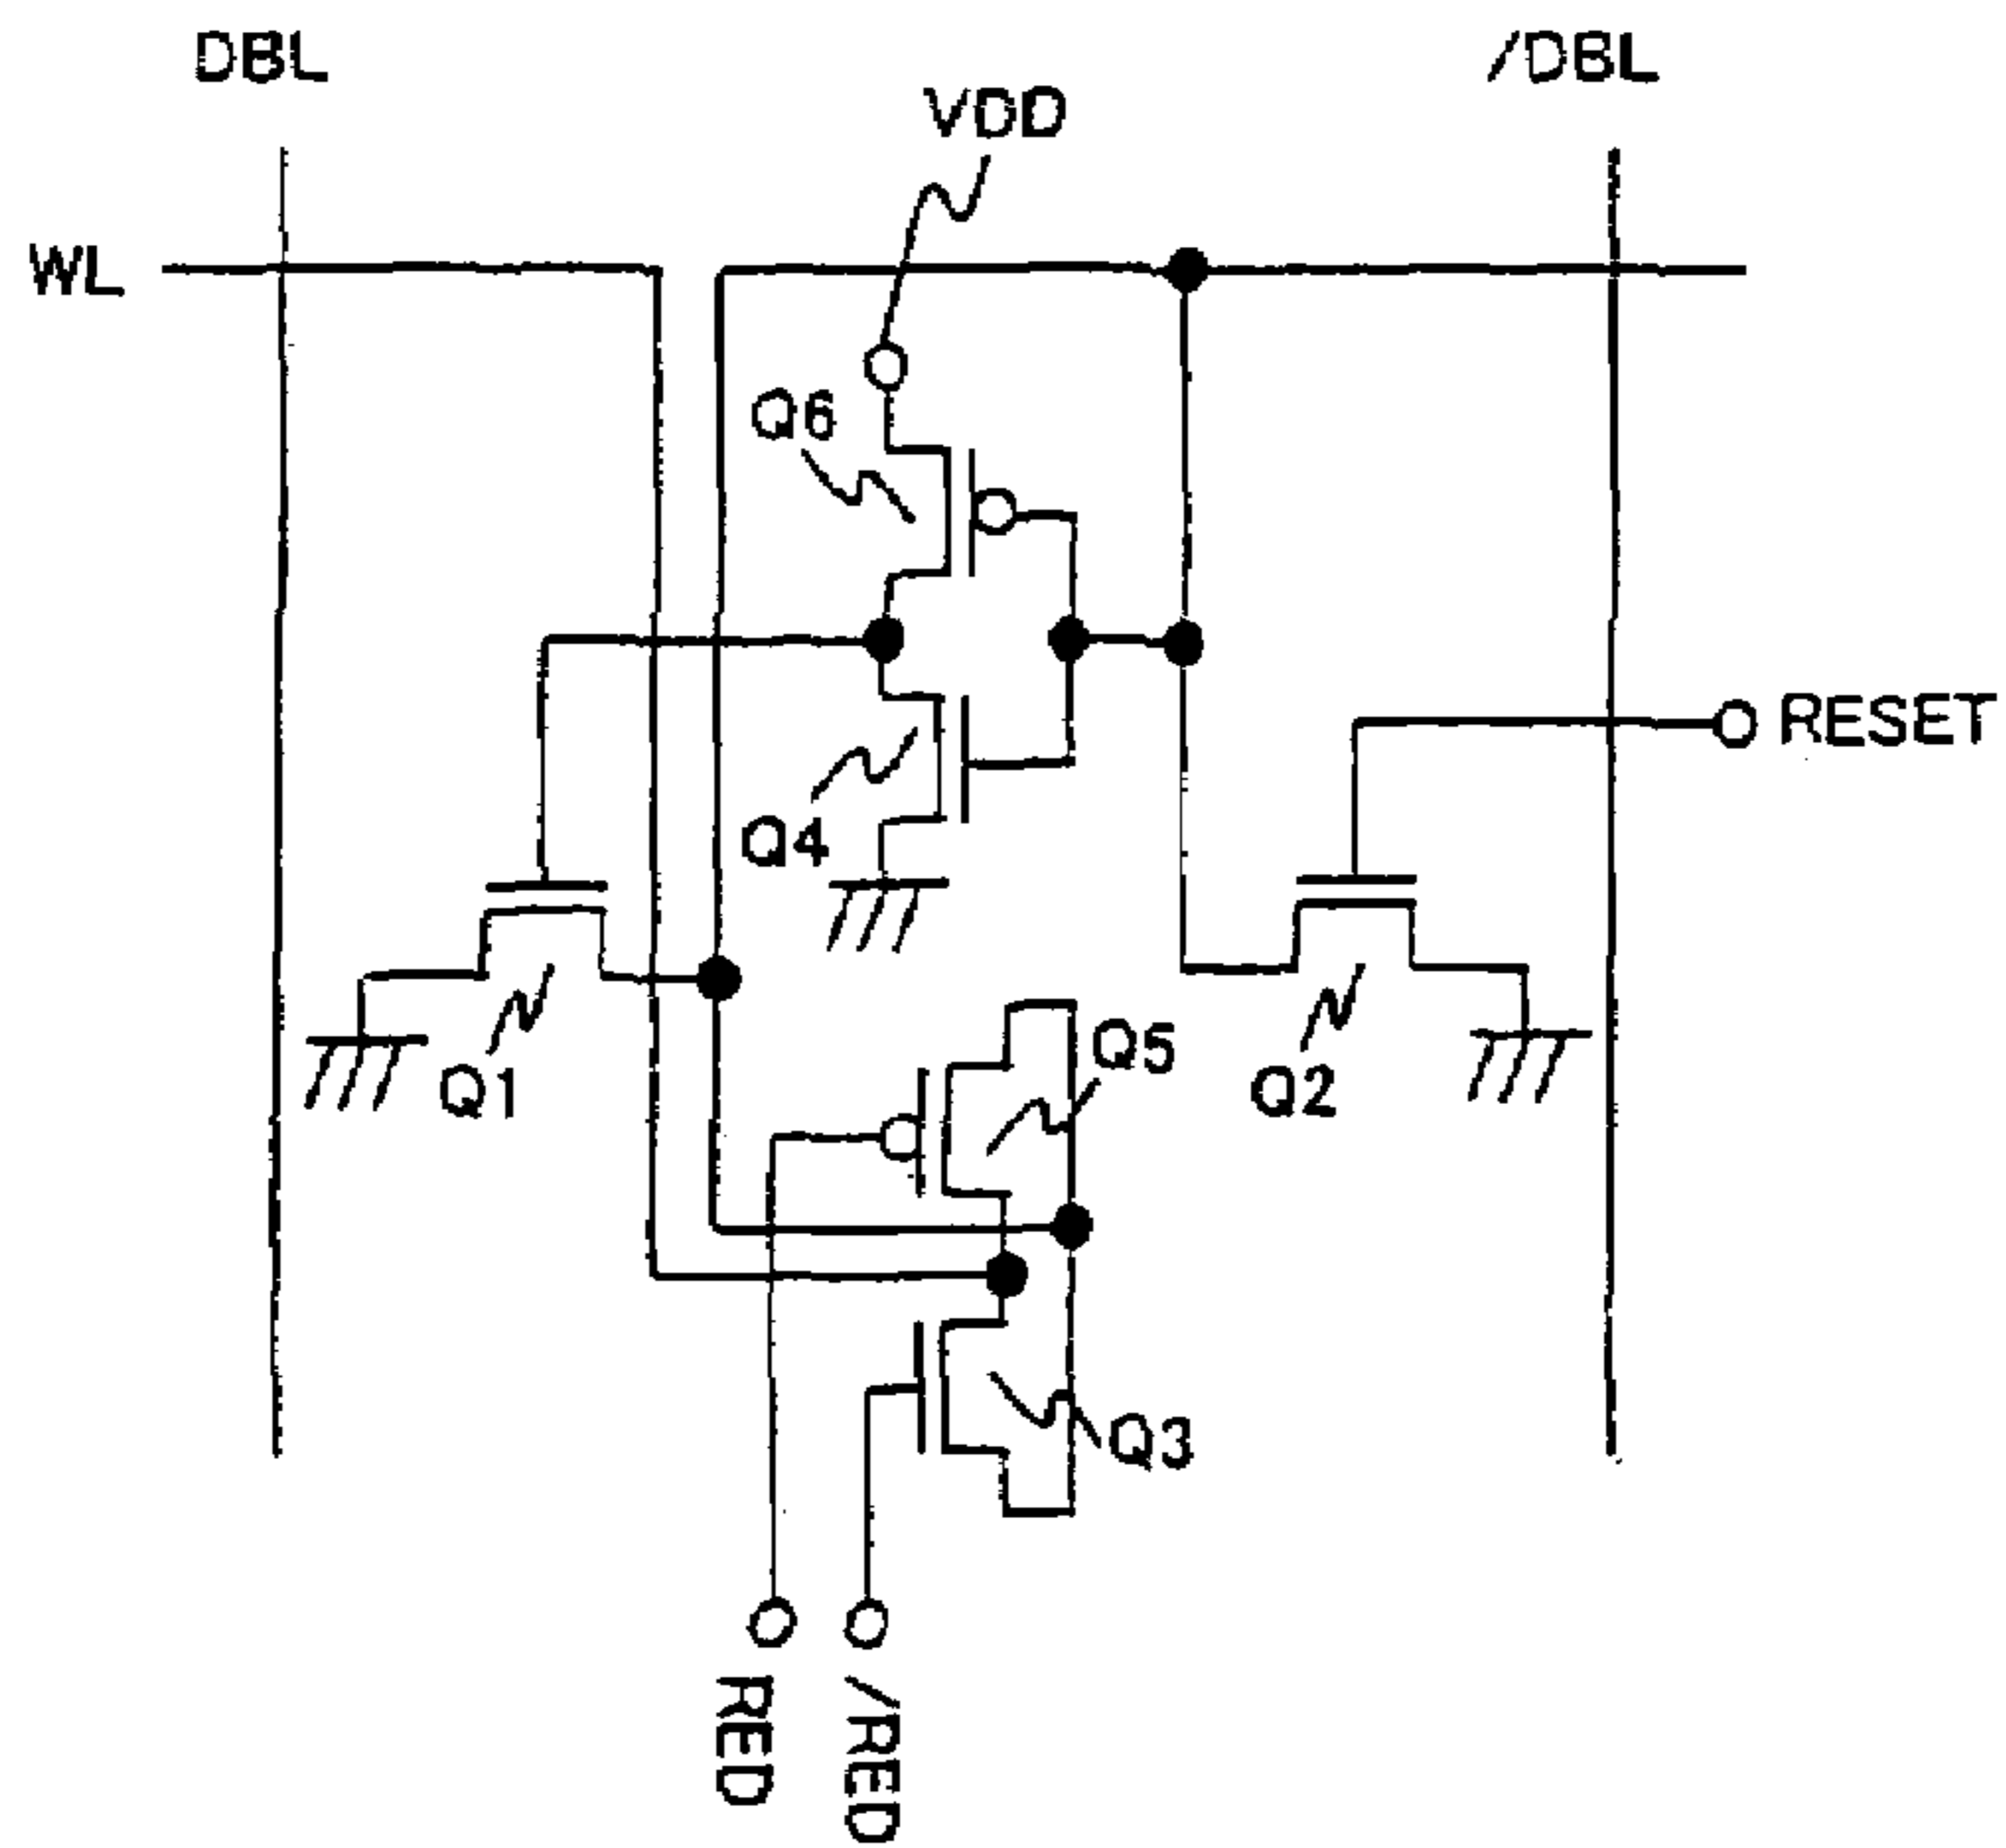 DBL
/DBL
VDD
WL
Q6
RESET
Q4
Q5
Q1
Q2
Q3
RED
/RED